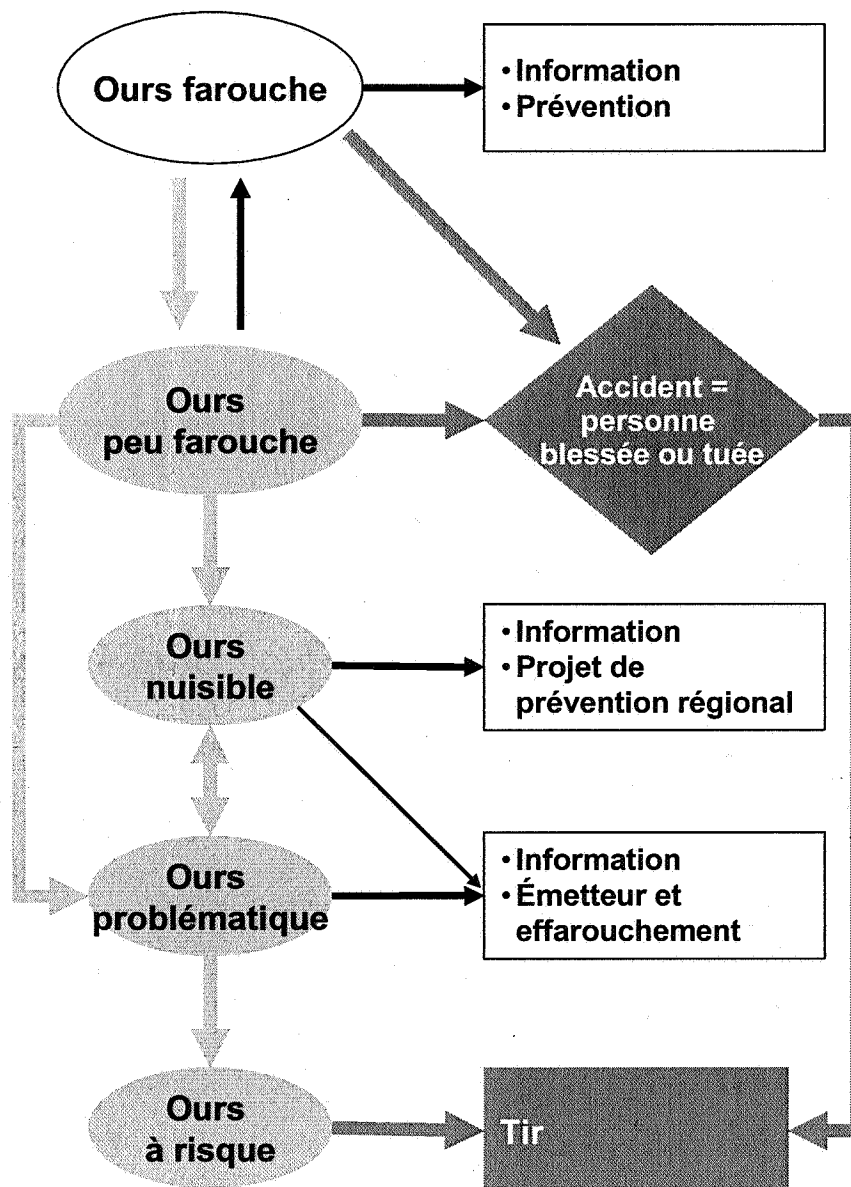 Ours farouche
• Information
• Prévention
Ours
peu farouche
Accident =
personne
blessée ou tuée
Ours
nuisible
• Information
• Projet de
prévention régional
Ours
problématique
• Information
• Émetteur et
effarouchement
Ours
à risque
Tir